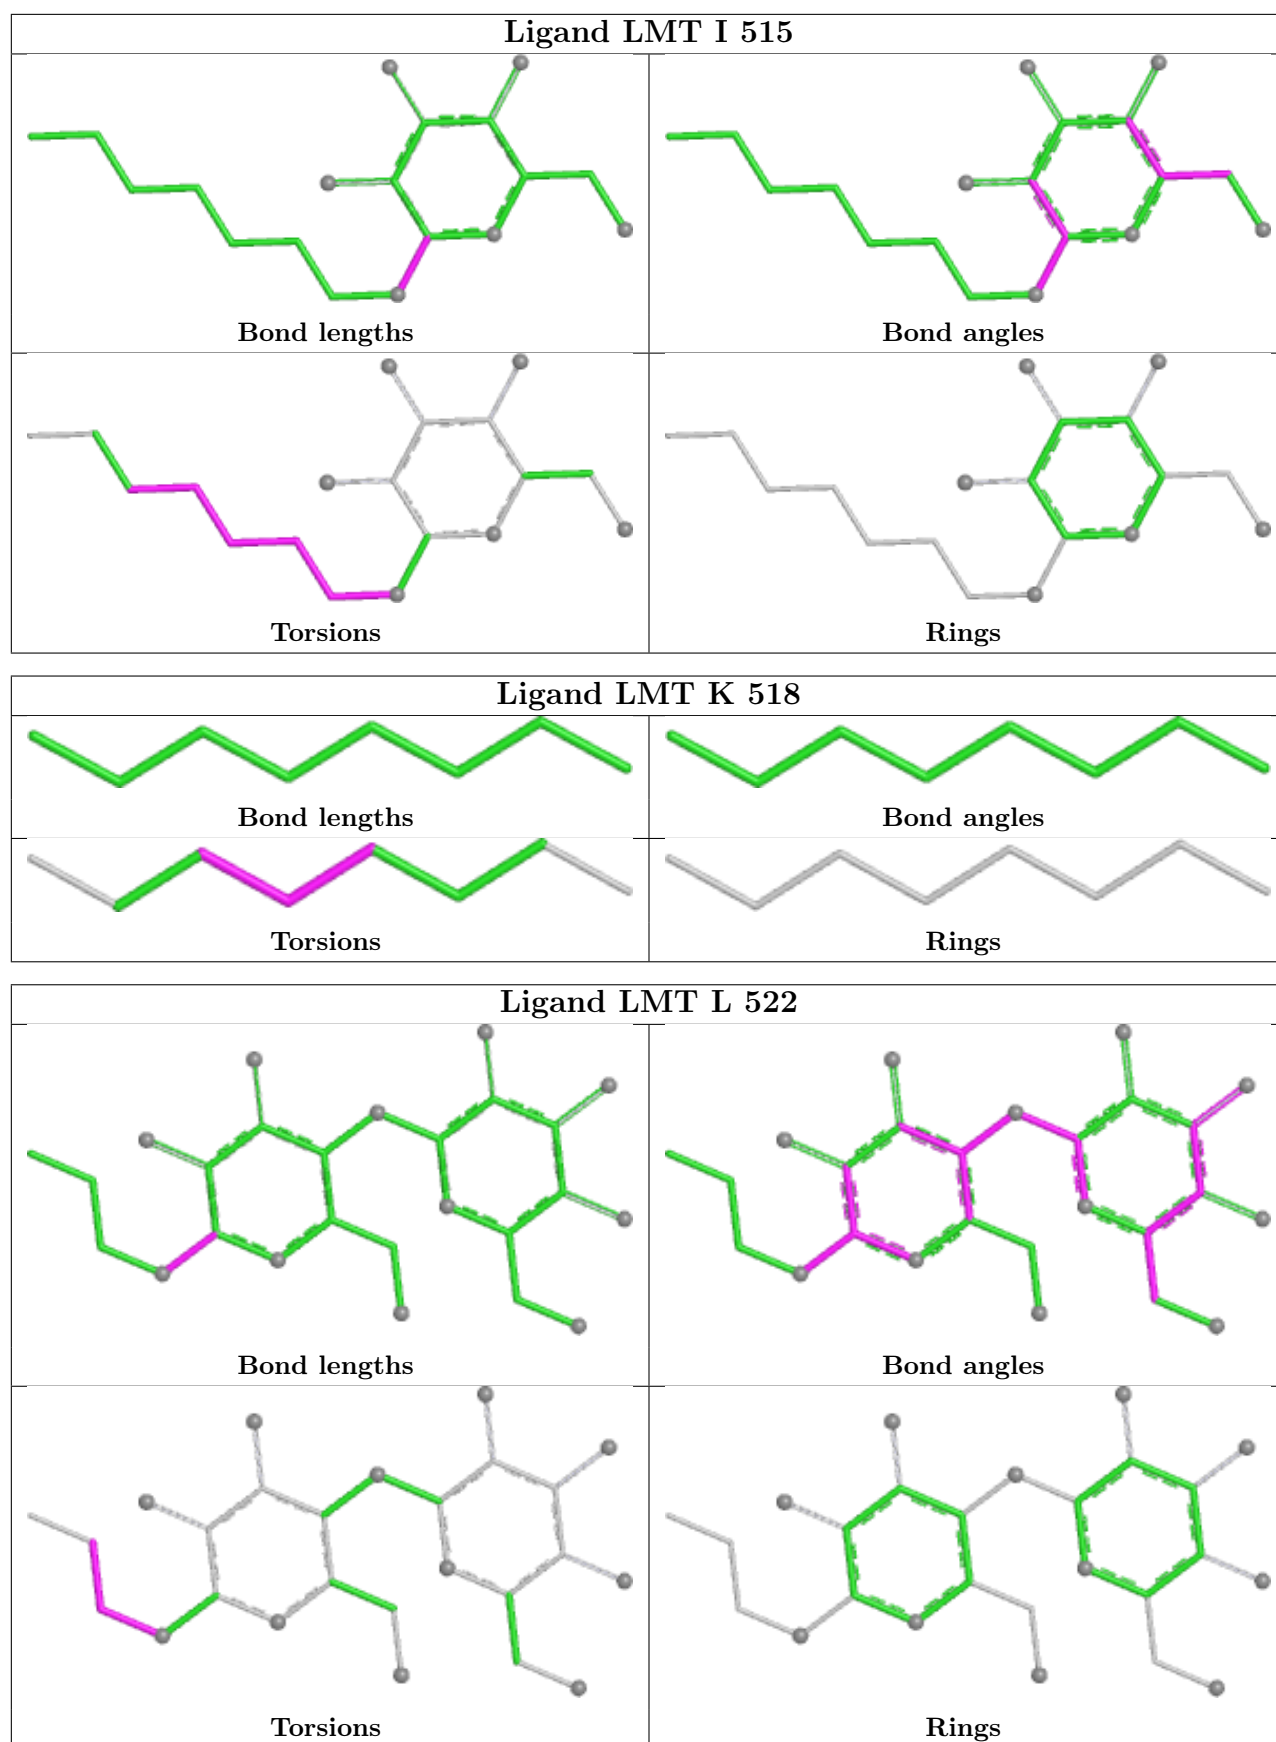 Ligand LMT I 515
Bond lengths
Bond angles
Torsions
Rings
Ligand LMT K 518
Bond lengths
Bond angles
Torsions
Rings
Ligand LMT L 522
Bond lengths
Bond angles
Torsions
Rings